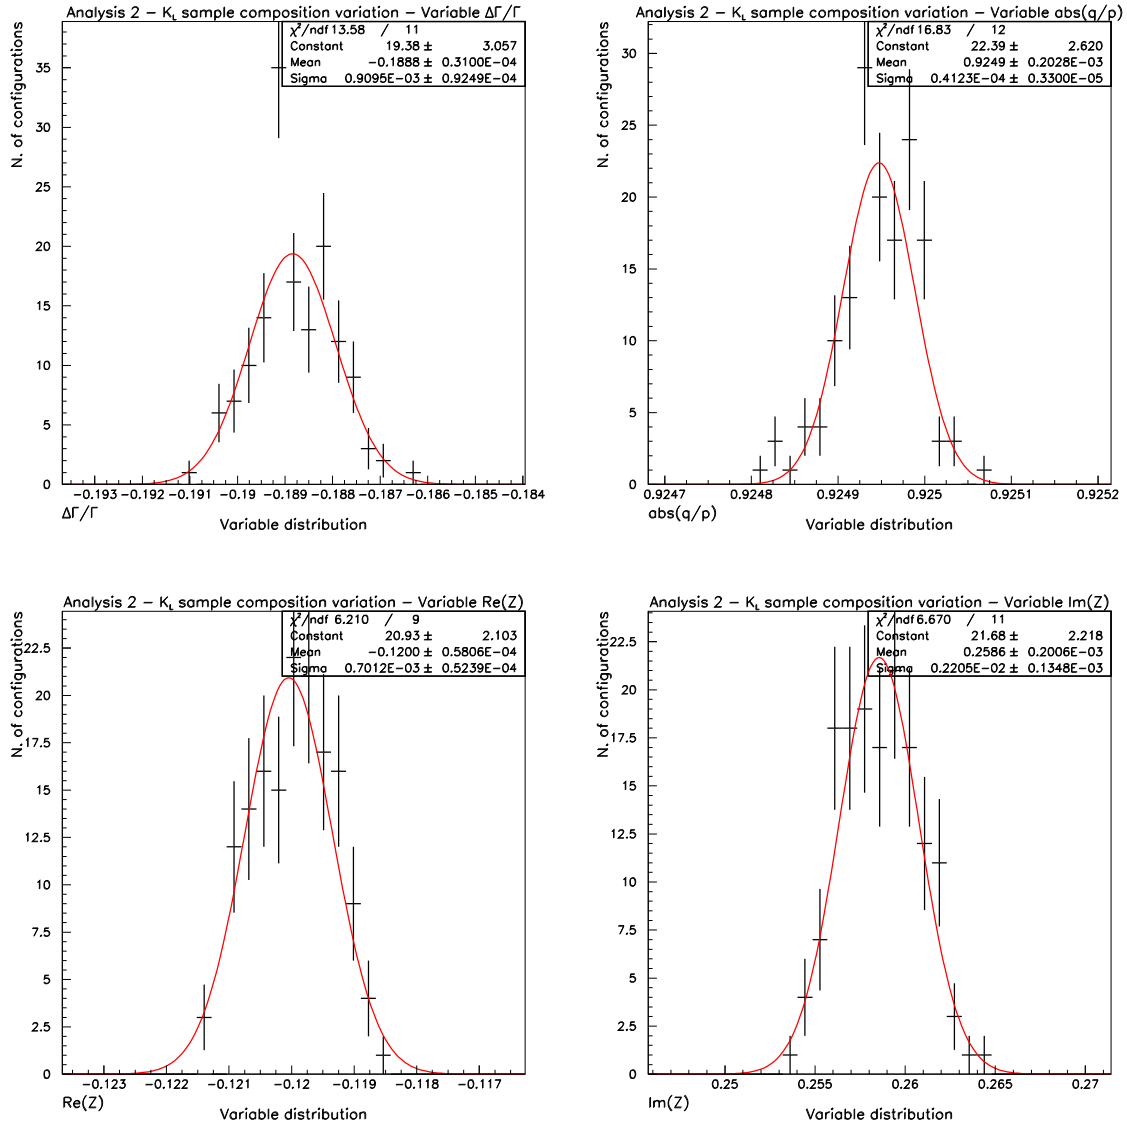 Analysis 2 − K_L sample composition variation − Variable ΔΓ/Γ
χ²/ndf 13.58 / 11
Constant 19.38 ± 3.057
Mean −0.1888 ± 0.3100E−04
Sigma 0.9095E−03 ± 0.9249E−04
N. of configurations
35
30
25
20
15
10
5
0
−0.193 −0.192 −0.191 −0.19 −0.189 −0.188 −0.187 −0.186 −0.185 −0.184
ΔΓ/Γ
Variable distribution
Analysis 2 − K_L sample composition variation − Variable abs(q/p)
χ²/ndf 16.83 / 12
Constant 22.39 ± 2.620
Mean 0.9249 ± 0.2028E−03
Sigma 0.4123E−04 ± 0.3300E−05
N. of configurations
30
25
20
15
10
5
0
0.9247 0.9248 0.9249 0.925 0.9251 0.9252
abs(q/p)
Variable distribution
Analysis 2 − K_L sample composition variation − Variable Re(Z)
χ²/ndf 6.210 / 9
Constant 20.93 ± 2.103
Mean −0.1200 ± 0.5806E−04
Sigma 0.7012E−03 ± 0.5239E−04
N. of configurations
22.5
20
17.5
15
12.5
10
7.5
5
2.5
0
−0.123 −0.122 −0.121 −0.12 −0.119 −0.118 −0.117
Re(Z)
Variable distribution
Analysis 2 − K_L sample composition variation − Variable Im(Z)
χ²/ndf 6.670 / 11
Constant 21.68 ± 2.218
Mean 0.2586 ± 0.2006E−03
Sigma 0.2205E−02 ± 0.1348E−03
N. of configurations
22.5
20
17.5
15
12.5
10
7.5
5
2.5
0
0.25 0.255 0.26 0.265 0.27
Im(Z)
Variable distribution